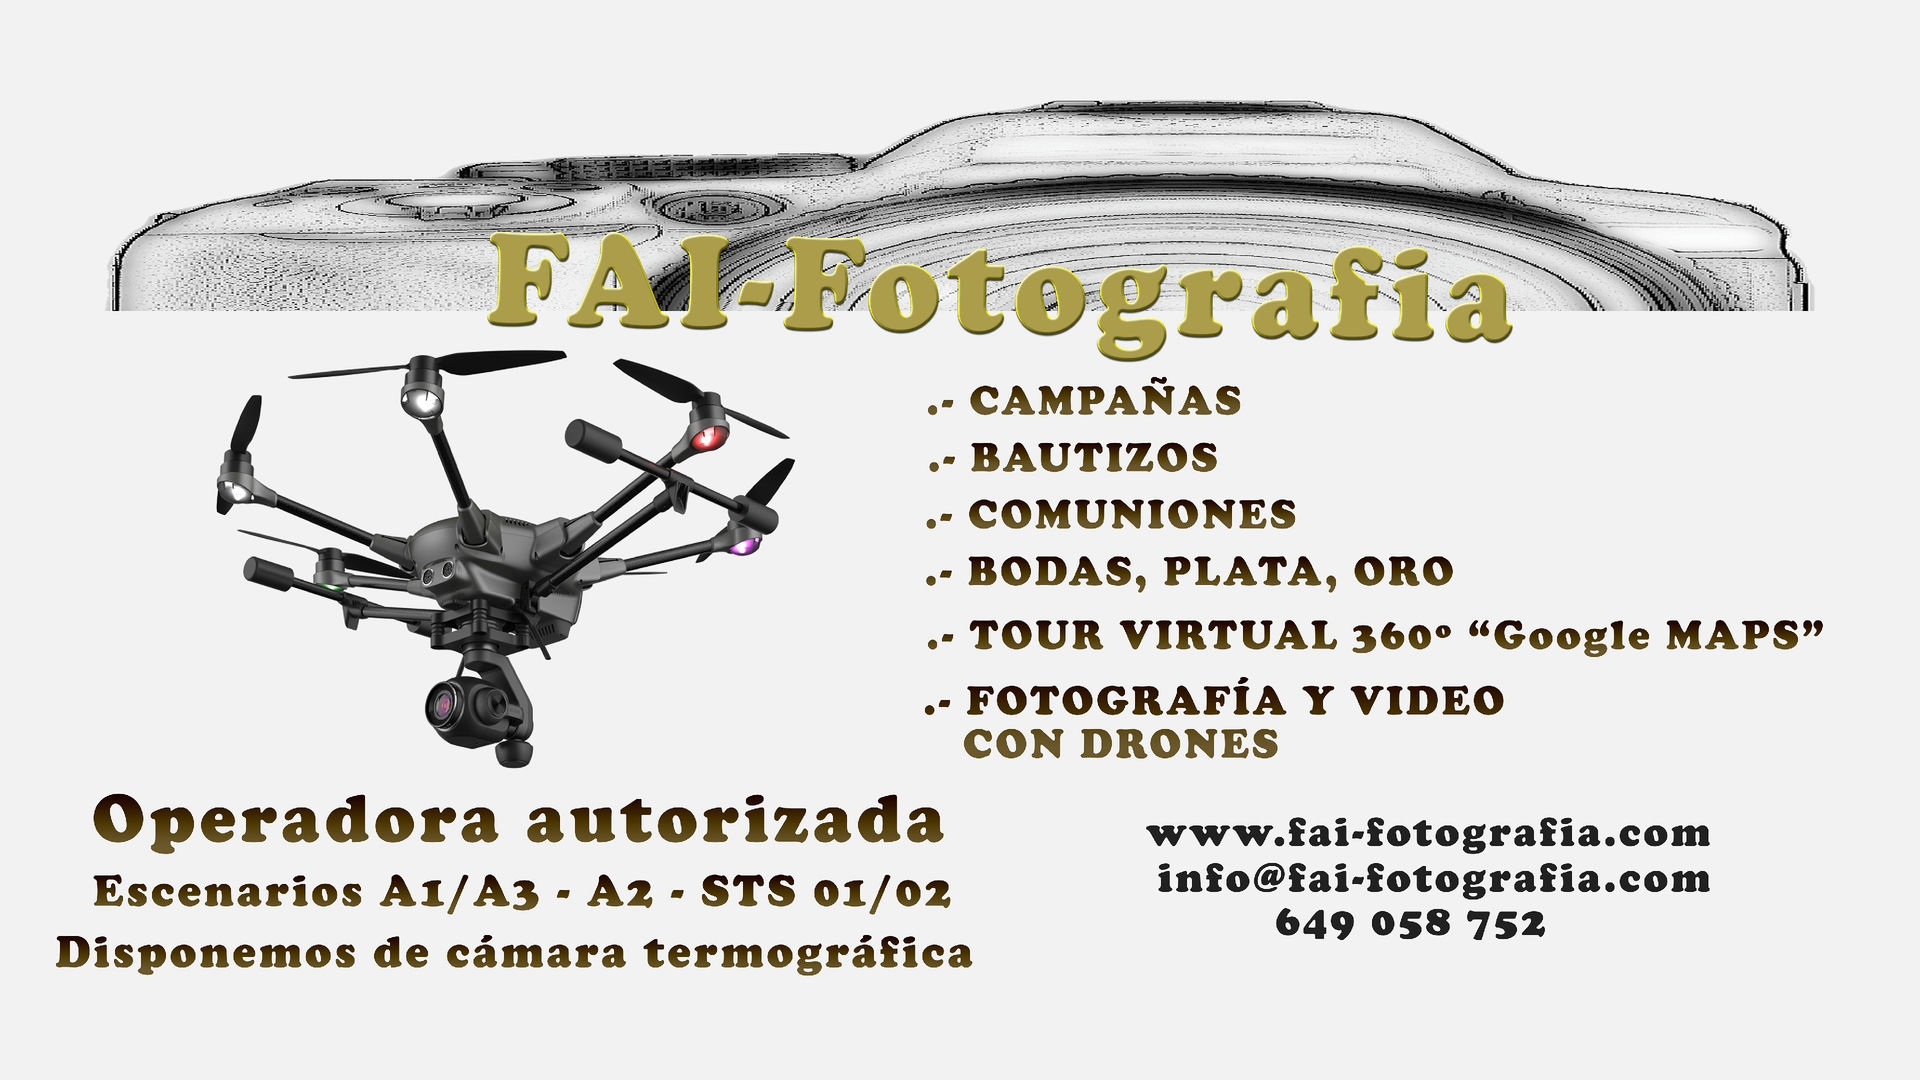 FAI-Fotografia
.- CAMPAÑAS
.- BAUTIZOS
.- COMUNIONES
.- BODAS, PLATA, ORO
.- TOUR VIRTUAL 360º “Google MAPS”
.- FOTOGRAFÍA Y VIDEO
CON DRONES
Operadora autorizada
Escenarios A1/A3 - A2 - STS 01/02
Disponemos de cámara termográfica
www.fai-fotografia.com
info@fai-fotografia.com
649 058 752